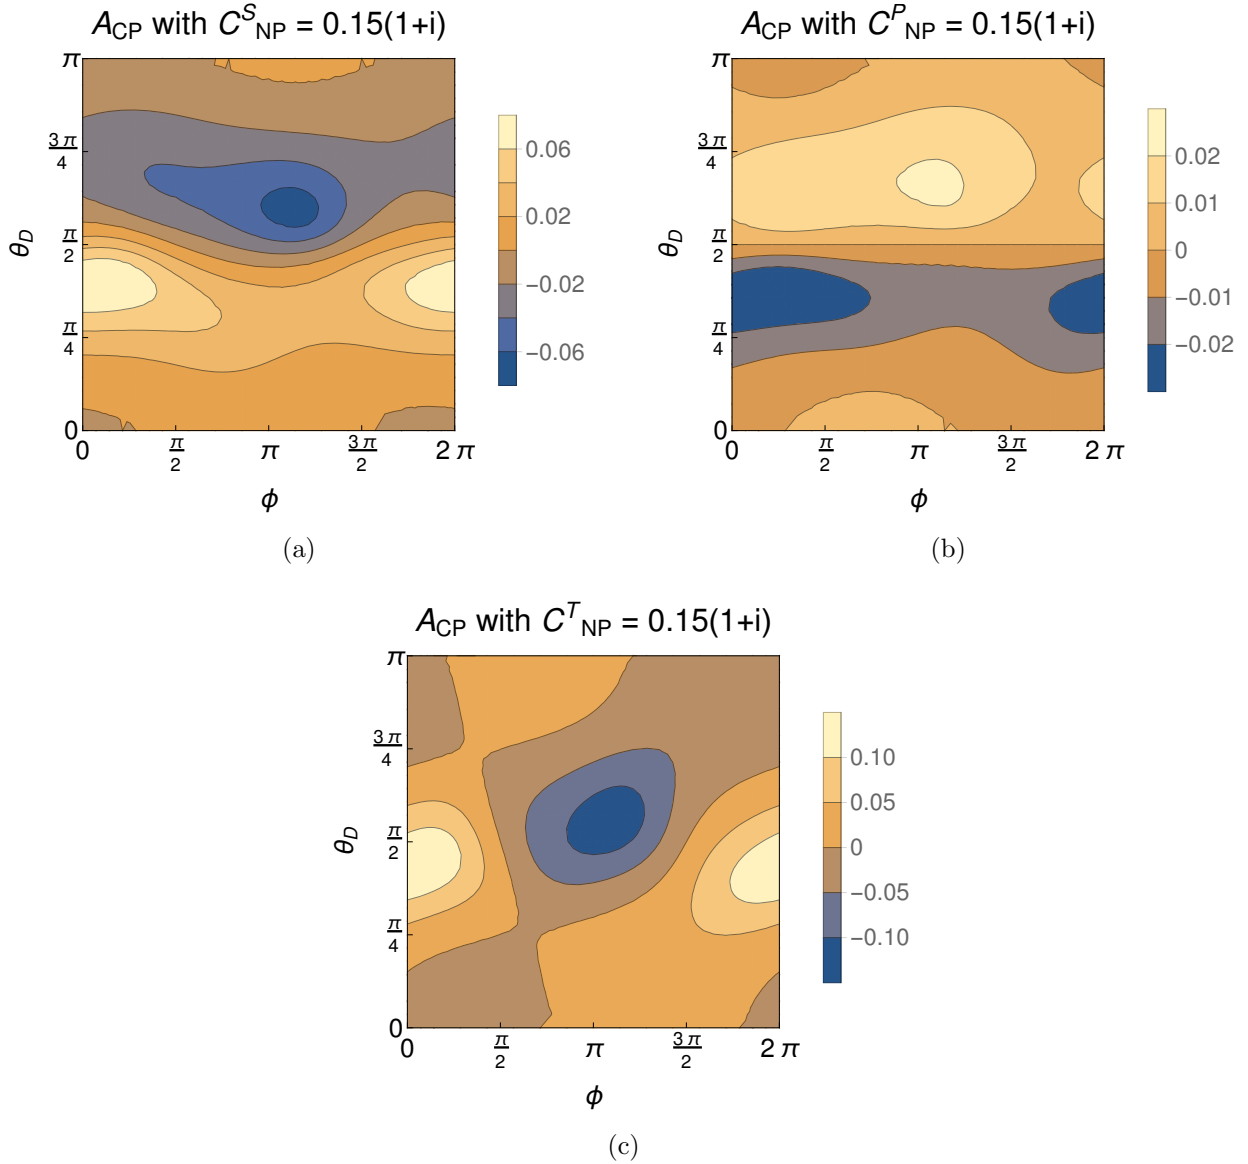 A_CP with C^S_NP = 0.15(1+i)
π
3π/4
π/2
π/4
0
θ_D
0 π/2 π 3π/2 2π
ϕ
0.06
0.02
−0.02
−0.06
(a)
A_CP with C^P_NP = 0.15(1+i)
π
3π/4
π/2
π/4
0
θ_D
0 π/2 π 3π/2 2π
ϕ
0.02
0.01
0
−0.01
−0.02
(b)
A_CP with C^T_NP = 0.15(1+i)
π
3π/4
π/2
π/4
0
θ_D
0 π/2 π 3π/2 2π
ϕ
0.10
0.05
0
−0.05
−0.10
(c)